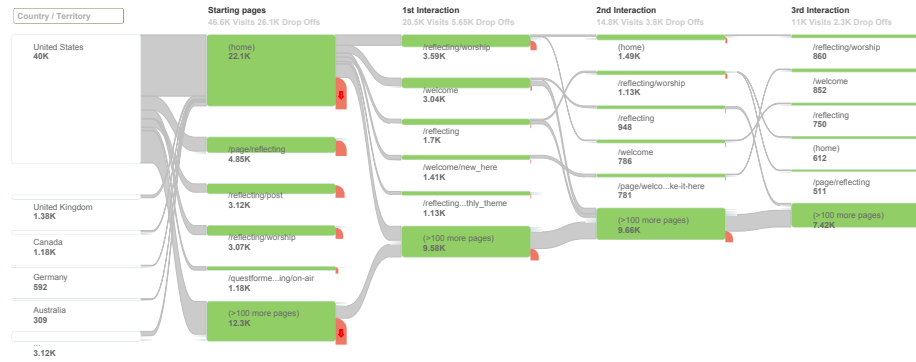 Country / Territory
Starting pages
46.6K Visits 26.1K Drop Offs
1st Interaction
20.5K Visits 5.65K Drop Offs
2nd Interaction
14.8K Visits 3.8K Drop Offs
3rd Interaction
11K Visits 2.3K Drop Offs
United States
40K
United Kingdom
1.38K
Canada
1.18K
Germany
592
Australia
309
...
3.12K
(home)
22.1K
/page/reflecting
4.85K
/reflecting/post
3.12K
/reflecting/worship
3.07K
/questforme...ing/on-air
1.18K
(>100 more pages)
12.3K
/reflecting/worship
3.59K
/welcome
3.04K
/reflecting
1.7K
/welcome/new_here
1.41K
/reflecting...thly_theme
1.13K
(>100 more pages)
9.58K
(home)
1.49K
/reflecting/worship
1.13K
/reflecting
948
/welcome
786
/page/welco...ke-it-here
781
(>100 more pages)
9.66K
/reflecting/worship
860
/welcome
852
/reflecting
750
(home)
612
/page/reflecting
511
(>100 more pages)
7.42K